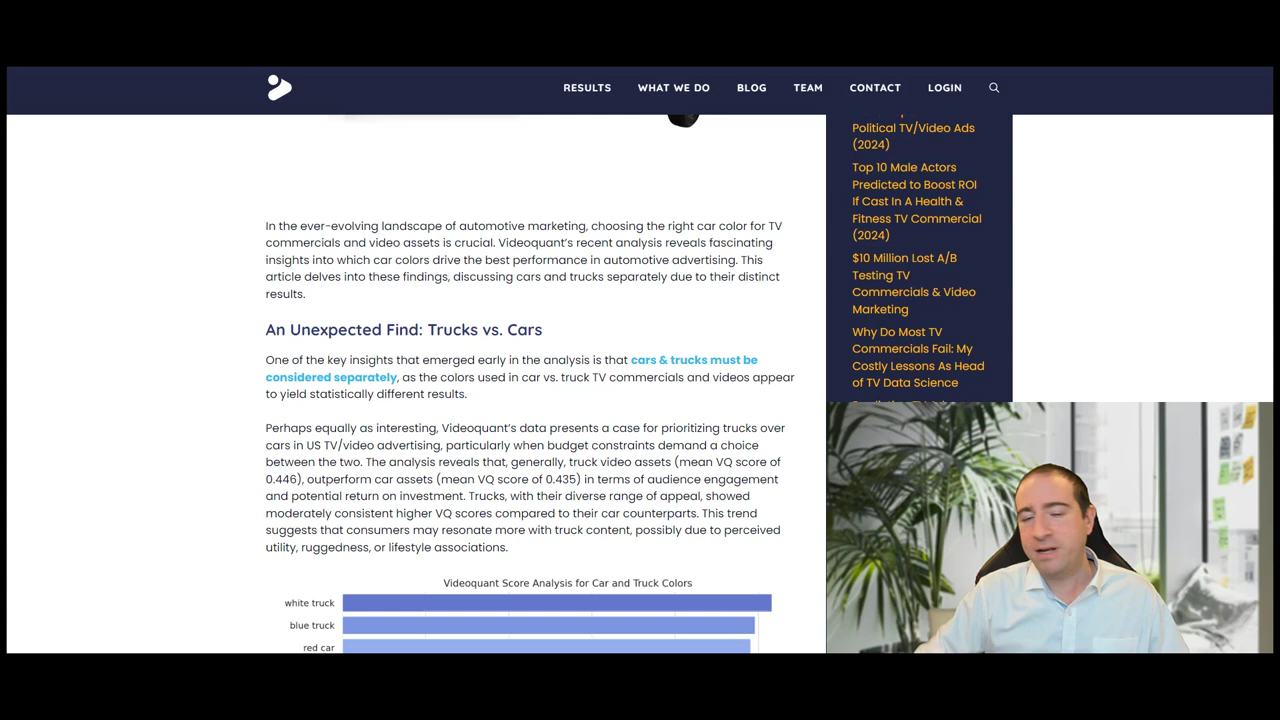 RESULTS WHAT WE DO BLOG TEAM CONTACT LOGIN
In the ever-evolving landscape of automotive marketing, choosing the right car color for TV
commercials and video assets is crucial. Videoquant's recent analysis reveals fascinating
insights into which car colors drive the best performance in automotive advertising. This
article delves into these findings, discussing cars and trucks separately due to their distinct
results.
An Unexpected Find: Trucks vs. Cars
One of the key insights that emerged early in the analysis is that cars & trucks must be
considered separately, as the colors used in car vs. truck TV commercials and videos appear
to yield statistically different results.
Perhaps equally as interesting, Videoquant's data presents a case for prioritizing trucks over
cars in US TV/video advertising, particularly when budget constraints demand a choice
between the two. The analysis reveals that, generally, truck video assets (mean VQ score of
0.446), outperform car assets (mean VQ score of 0.435) in terms of audience engagement
and potential return on investment. Trucks, with their diverse range of appeal, showed
moderately consistent higher VQ scores compared to their car counterparts. This trend
suggests that consumers may resonate more with truck content, possibly due to perceived
utility, ruggedness, or lifestyle associations.
Videoquant Score Analysis for Car and Truck Colors
white truck
blue truck
red car
Political TV/Video Ads
(2024)
Top 10 Male Actors
Predicted to Boost ROI
If Cast In A Health &
Fitness TV Commercial
(2024)
$10 Million Lost A/B
Testing TV
Commercials & Video
Marketing
Why Do Most TV
Commercials Fail: My
Costly Lessons As Head
of TV Data Science